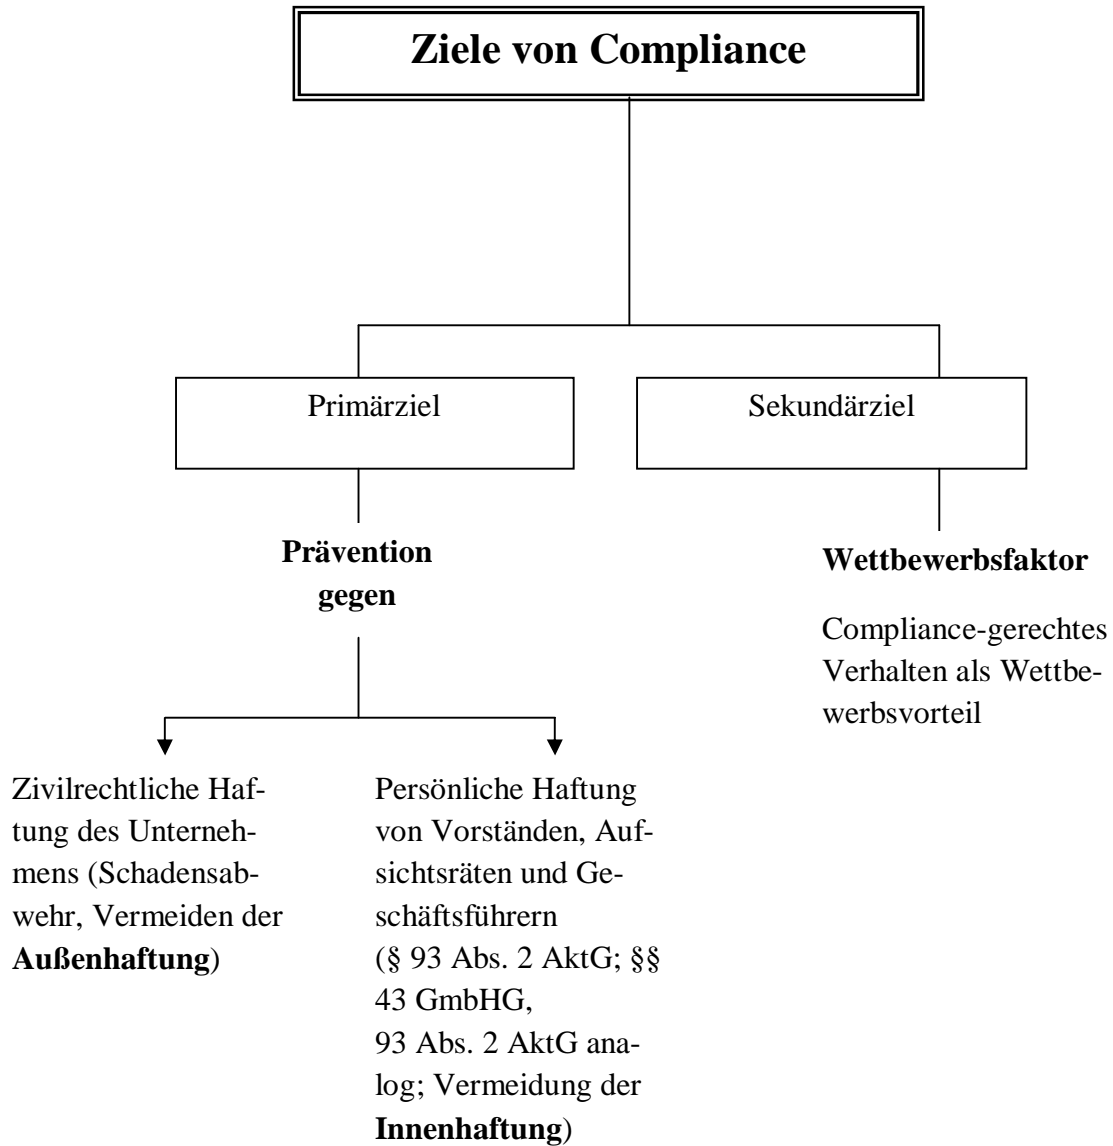 Ziele von Compliance
Primärziel
Sekundärziel
Prävention
gegen
Wettbewerbsfaktor
Compliance-gerechtes
Verhalten als Wettbe-
werbsvorteil
Zivilrechtliche Haf-
tung des Unterneh-
mens (Schadensab-
wehr, Vermeiden der
Außenhaftung)
Persönliche Haftung
von Vorständen, Auf-
sichtsräten und Ge-
schäftsführern
(§ 93 Abs. 2 AktG; §§
43 GmbHG,
93 Abs. 2 AktG ana-
log; Vermeidung der
Innenhaftung)